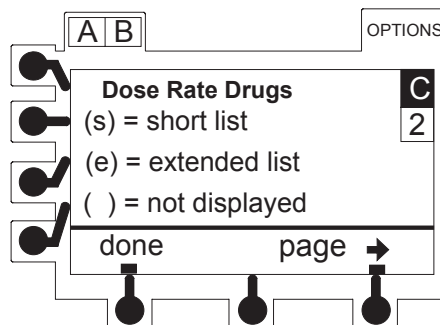 A B
OPTIONS
Dose Rate Drugs
C
(s) = short list
2
(e) = extended list
( ) = not displayed
done page →